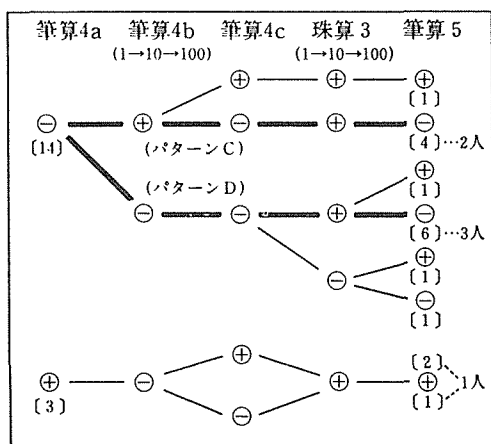 筆算4a 筆算4b 筆算4c 珠算3 筆算5
(1→10→100) (1→10→100)
⊕ ⊕ ⊕
〔1〕
⊖ ⊕ ⊖ ⊕ ⊖
〔14〕 (パターンC) 〔4〕…2人
(パターンD) ⊕
〔1〕
⊖ ⊖ ⊕ ⊖
〔6〕…3人
⊕
⊖ 〔1〕
⊖
〔1〕
⊕ 〔2〕
⊕ ⊖ ⊕ ⊕ 1人
〔3〕 ⊖ 〔1〕